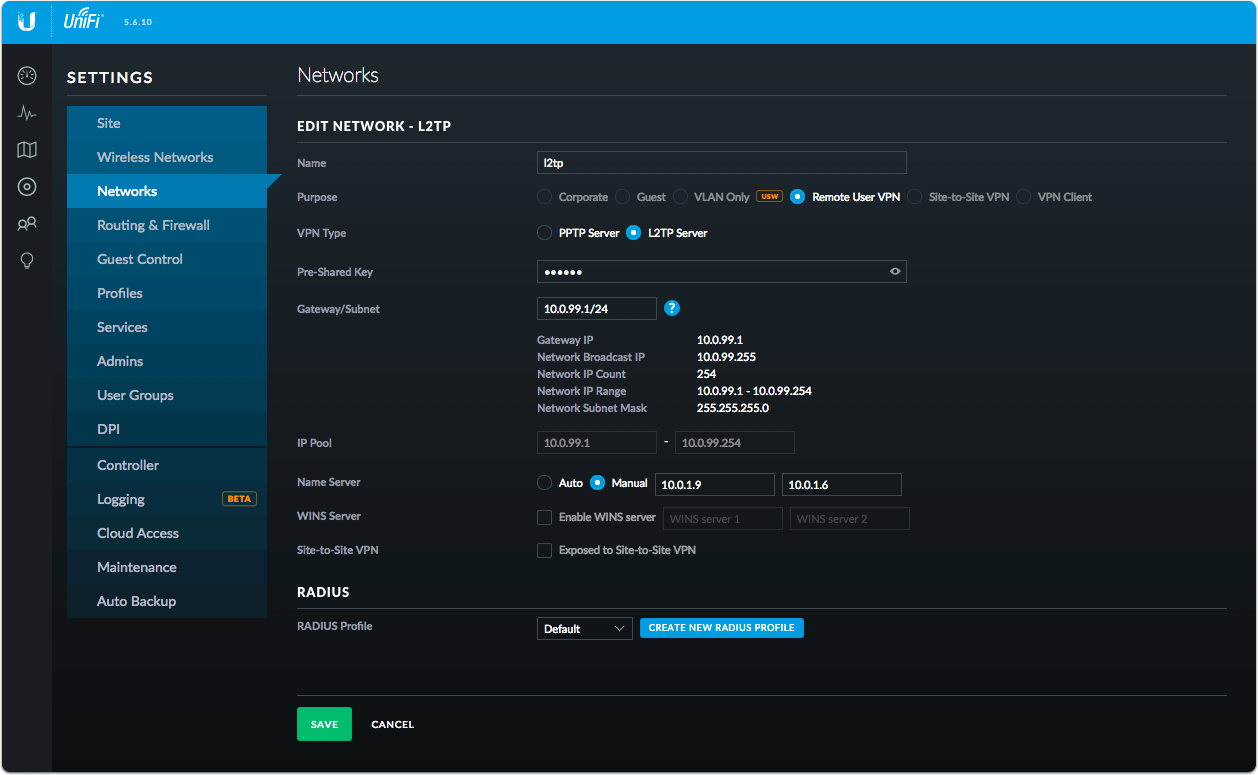 UniFi 5.6.10
SETTINGS
Site
Wireless Networks
Networks
Routing & Firewall
Guest Control
Profiles
Services
Admins
User Groups
DPI
Controller
Logging BETA
Cloud Access
Maintenance
Auto Backup
Networks
EDIT NETWORK - L2TP
Name l2tp
Purpose Corporate Guest VLAN Only USW Remote User VPN Site-to-Site VPN VPN Client
VPN Type PPTP Server L2TP Server
Pre-Shared Key ••••••
Gateway/Subnet 10.0.99.1/24 ?
Gateway IP 10.0.99.1
Network Broadcast IP 10.0.99.255
Network IP Count 254
Network IP Range 10.0.99.1 - 10.0.99.254
Network Subnet Mask 255.255.255.0
IP Pool 10.0.99.1 - 10.0.99.254
Name Server Auto Manual 10.0.1.9 10.0.1.6
WINS Server Enable WINS server WINS server 1 WINS server 2
Site-to-Site VPN Exposed to Site-to-Site VPN
RADIUS
RADIUS Profile Default CREATE NEW RADIUS PROFILE
SAVE CANCEL